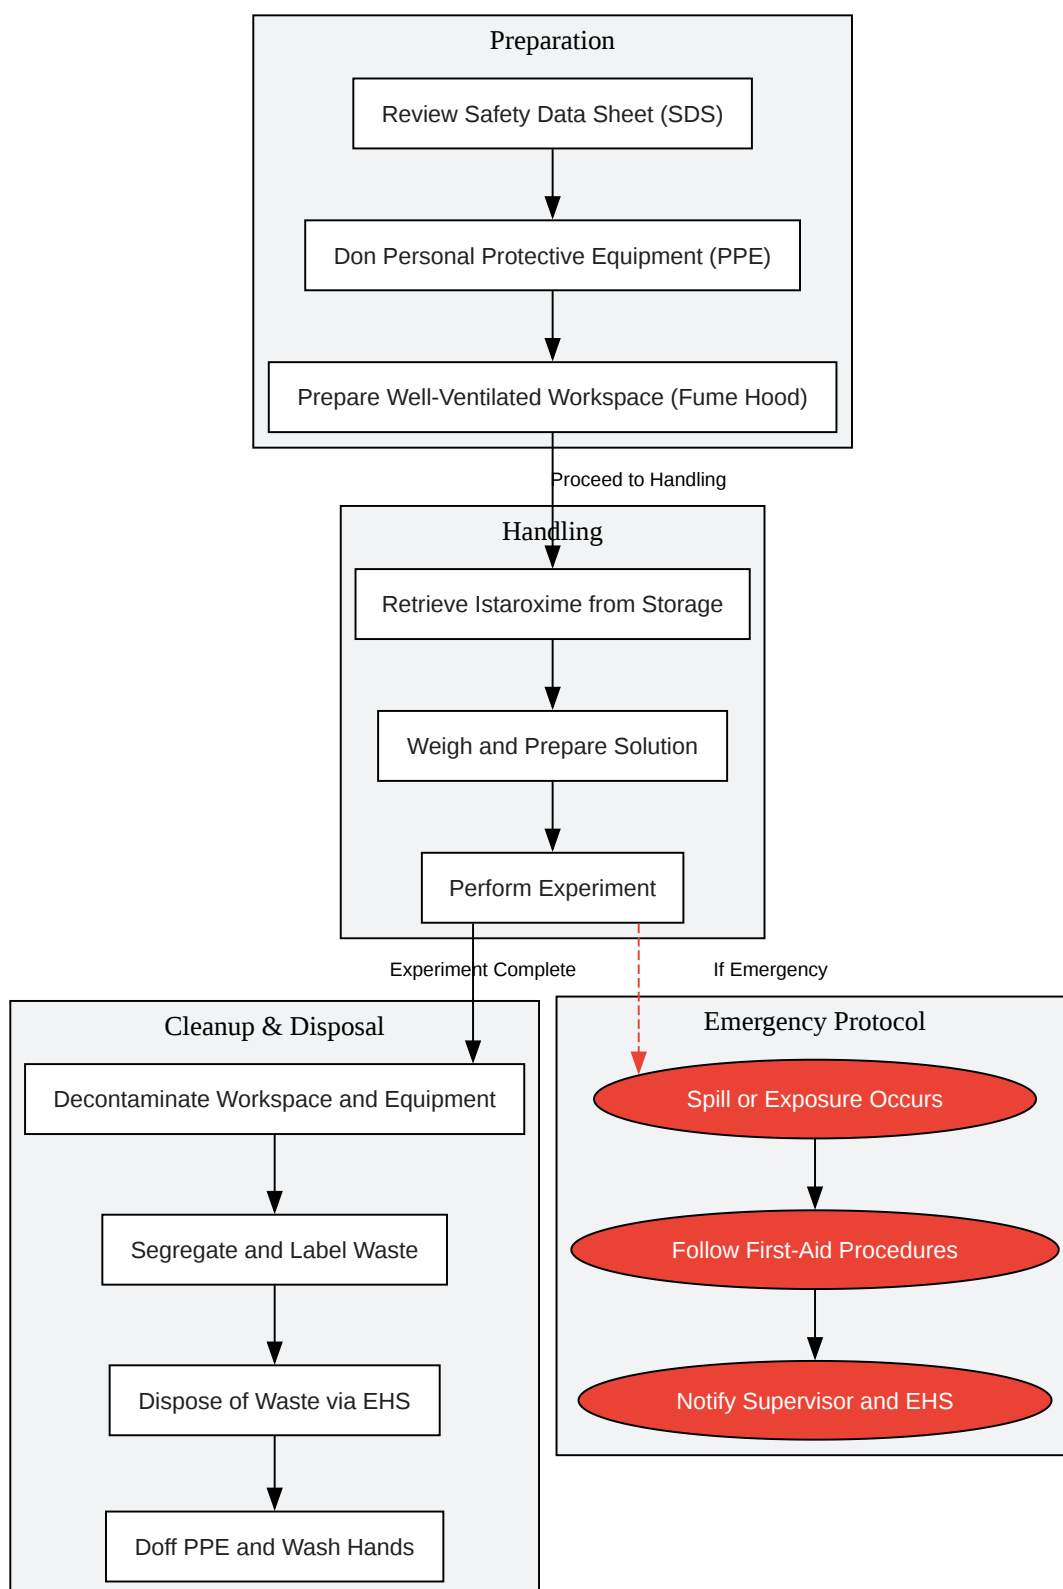 Preparation
Review Safety Data Sheet (SDS)
Don Personal Protective Equipment (PPE)
Prepare Well-Ventilated Workspace (Fume Hood)
Proceed to Handling
Handling
Retrieve Istaroxime from Storage
Weigh and Prepare Solution
Perform Experiment
Experiment Complete
If Emergency
Cleanup & Disposal
Decontaminate Workspace and Equipment
Segregate and Label Waste
Dispose of Waste via EHS
Doff PPE and Wash Hands
Emergency Protocol
Spill or Exposure Occurs
Follow First-Aid Procedures
Notify Supervisor and EHS